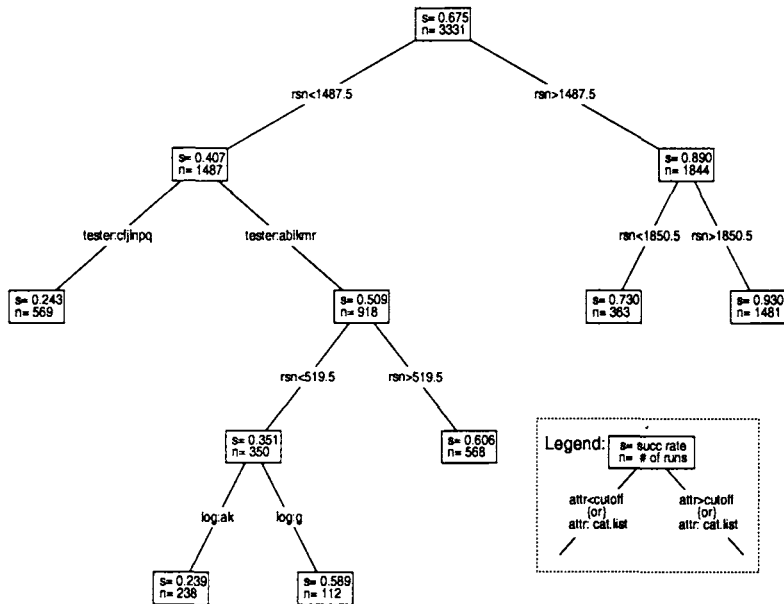 s= 0.675
n= 3331
rsn<1487.5
rsn>1487.5
s= 0.407
n= 1487
s= 0.890
n= 1844
tester:cfjlnpq
tester:abikmr
rsn<1850.5
rsn>1850.5
s= 0.243
n= 569
s= 0.509
n= 918
s= 0.730
n= 363
s= 0.930
n= 1481
rsn<519.5
rsn>519.5
s= 0.351
n= 350
s= 0.606
n= 568
log:ak
log:g
s= 0.239
n= 238
s= 0.589
n= 112
Legend:
s= succ rate
n= # of runs
attr<cutoff
(or)
attr: cat.list
attr>cutoff
(or)
attr: cat.list